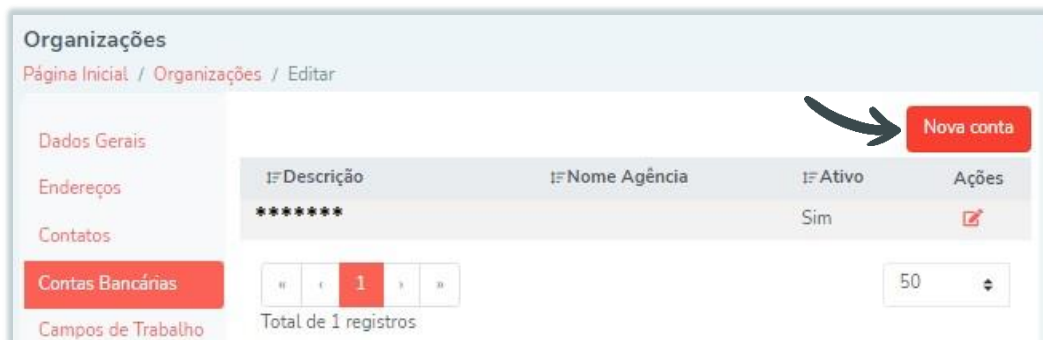 Organizações
Página Inicial / Organizações / Editar
Nova conta
Dados Gerais
Endereços
Contatos
Contas Bancárias
Campos de Trabalho
Descrição Nome Agência Ativo Ações
******* Sim
« ‹ 1 › »
50
Total de 1 registros